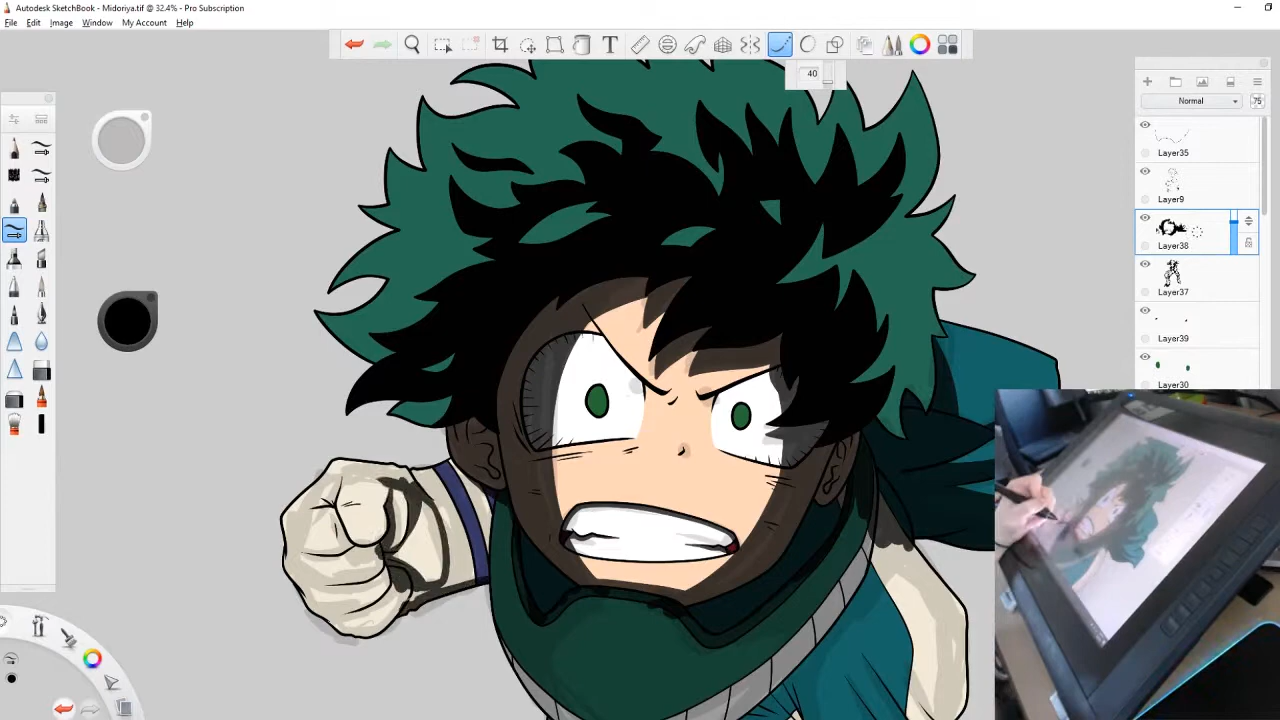 Autodesk SketchBook - Midoriya.tif @ 32.4% - Pro Subscription
File Edit Image Window My Account Help
T
40
Normal
75
Layer35
Layer9
Layer38
Layer37
Layer39
Layer30